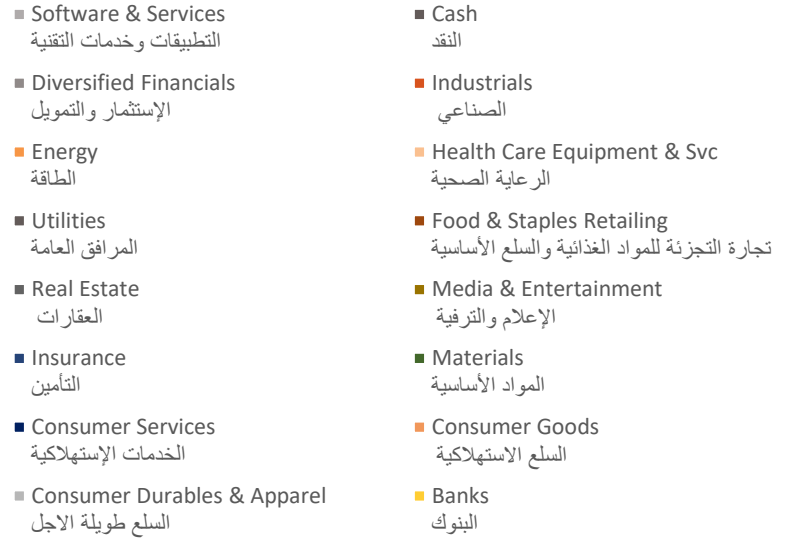 Software & Services
التطبيقات وخدمات التقنية
Cash
النقد
Diversified Financials
الإستثمار والتمويل
Industrials
الصناعي
Energy
الطاقة
Health Care Equipment & Svc
الرعاية الصحية
Utilities
المرافق العامة
Food & Staples Retailing
تجارة التجزئة للمواد الغذائية والسلع الأساسية
Real Estate
العقارات
Media & Entertainment
الإعلام والترفية
Insurance
التأمين
Materials
المواد الأساسية
Consumer Services
الخدمات الإستهلاكية
Consumer Goods
السلع الاستهلاكية
Consumer Durables & Apparel
السلع طويلة الاجل
Banks
البنوك